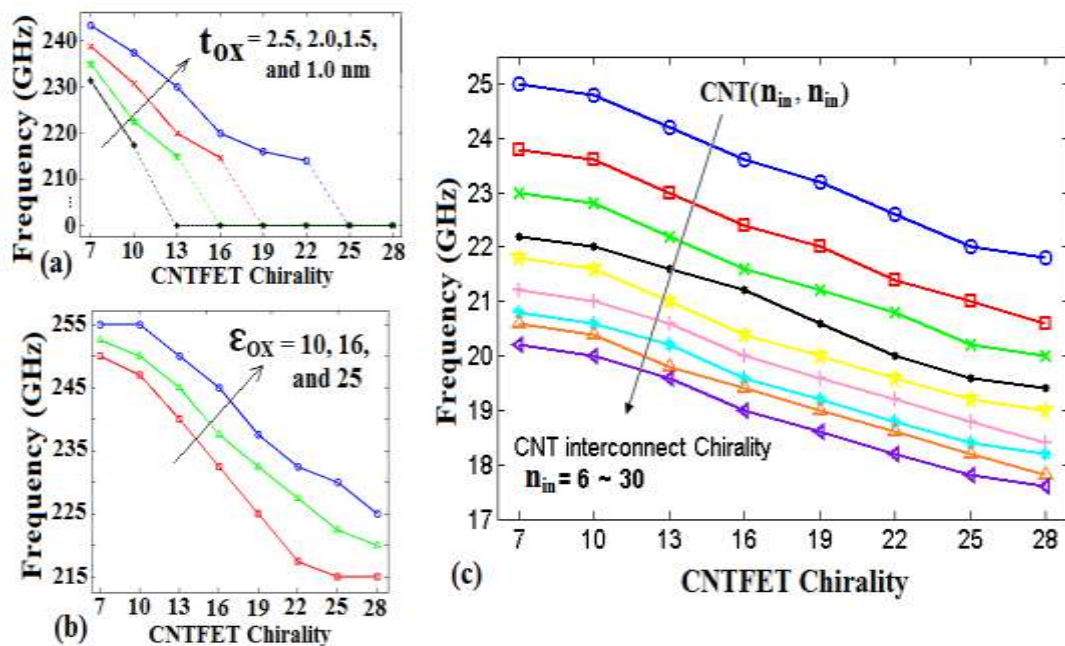 240
230
220
210
0
Frequency (GHz)
t_OX = 2.5, 2.0,1.5,
and 1.0 nm
7 10 13 16 19 22 25 28
(a)
CNTFET Chirality
255
245
235
225
215
Frequency (GHz)
ε_OX = 10, 16,
and 25
7 10 13 16 19 22 25 28
(b)
CNTFET Chirality
25
24
23
22
21
20
19
18
17
Frequency (GHz)
CNT(n_in, n_in)
CNT interconnect Chirality
n_in = 6 ~ 30
7 10 13 16 19 22 25 28
(c)
CNTFET Chirality